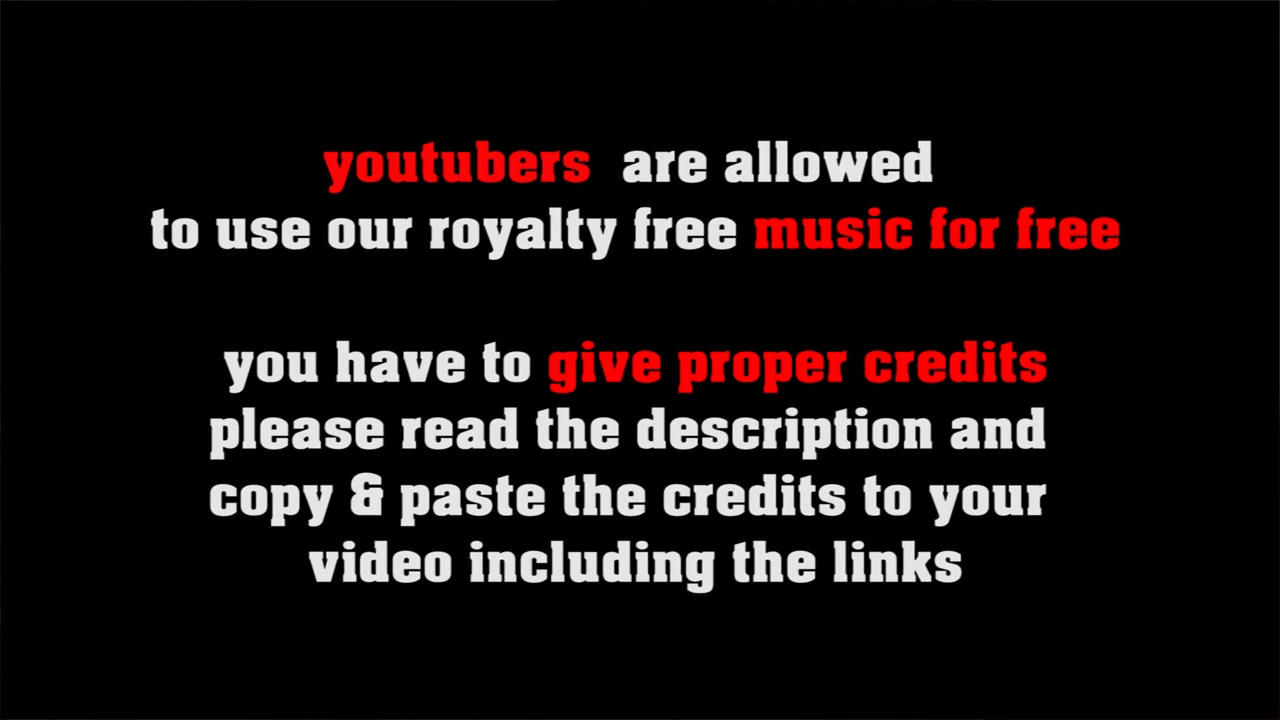 youtubers are allowed
to use our royalty free music for free
you have to give proper credits
please read the description and
copy & paste the credits to your
video including the links